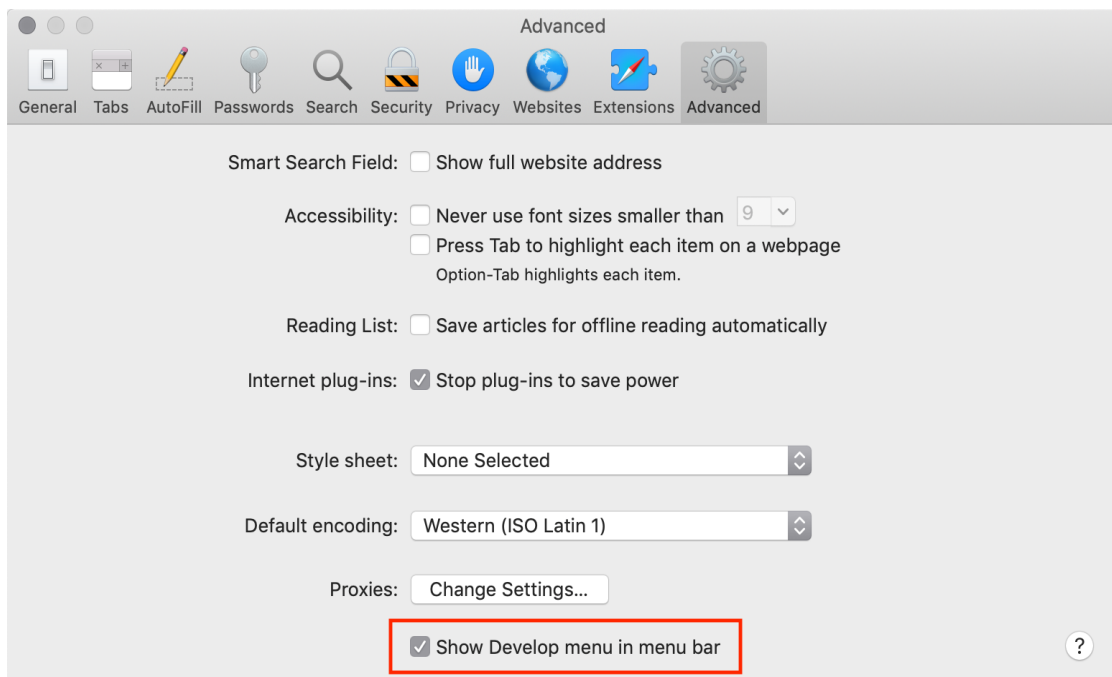 Advanced
General Tabs AutoFill Passwords Search Security Privacy Websites Extensions Advanced
Smart Search Field: Show full website address
Accessibility: Never use font sizes smaller than 9
Press Tab to highlight each item on a webpage
Option-Tab highlights each item.
Reading List: Save articles for offline reading automatically
Internet plug-ins: Stop plug-ins to save power
Style sheet: None Selected
Default encoding: Western (ISO Latin 1)
Proxies: Change Settings...
Show Develop menu in menu bar ?